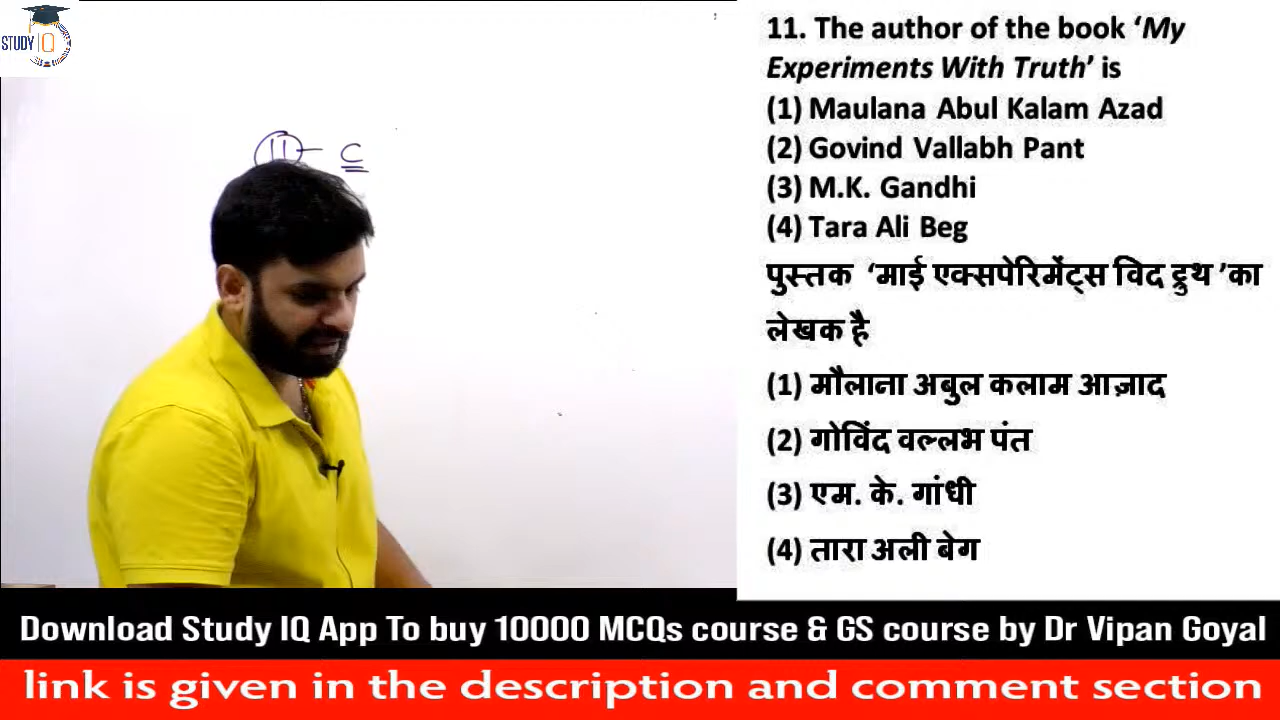 STUDY IQ
11 - C
11. The author of the book ‘My
Experiments With Truth’ is
(1) Maulana Abul Kalam Azad
(2) Govind Vallabh Pant
(3) M.K. Gandhi
(4) Tara Ali Beg
पुस्तक ‘माई एक्सपेरिमेंट्स विद ट्रुथ ’का
लेखक है
(1) मौलाना अबुल कलाम आज़ाद
(2) गोविंद वल्लभ पंत
(3) एम. के. गांधी
(4) तारा अली बेग
Download Study IQ App To buy 10000 MCQs course & GS course by Dr Vipan Goyal
link is given in the description and comment section